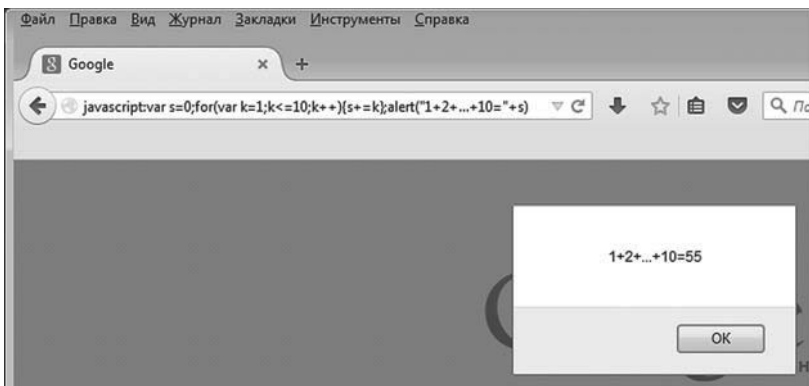 Файл Правка Вид Журнал Закладки Инструменты Справка
Google
javascript:var s=0;for(var k=1;k<=10;k++){s+=k};alert("1+2+...+10="+s)
1+2+...+10=55
OK